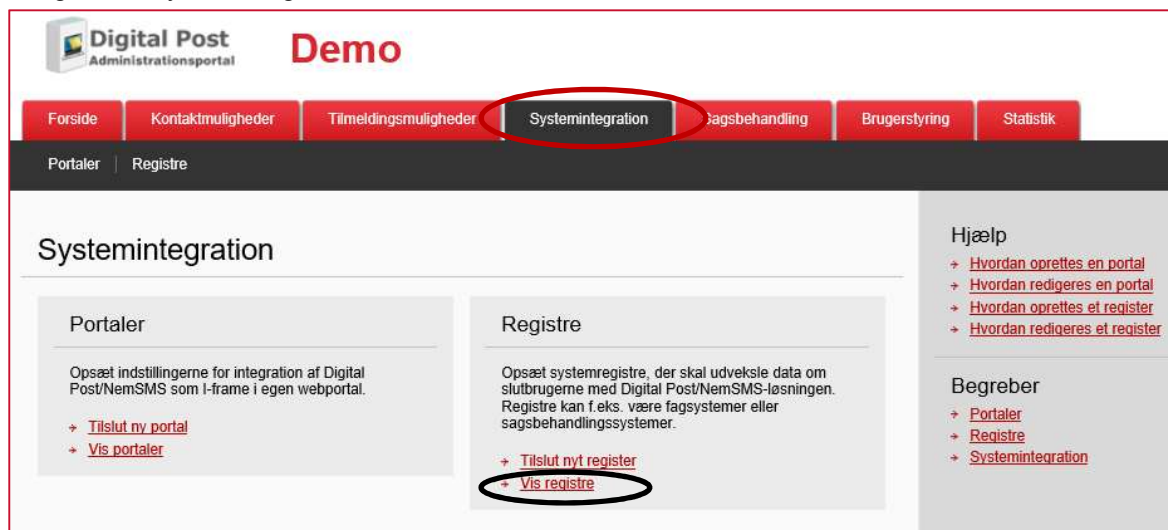 Digital Post
Administrationsportal
Demo
Forside
Kontaktmuligheder
Tilmeldingsmuligheder
Systemintegration
Sagsbehandling
Brugerstyring
Statistik
Portaler | Registre
Systemintegration
Portaler
Opsæt indstillingerne for integration af Digital
Post/NemSMS som I-frame i egen webportal.
Tilslut ny portal
Vis portaler
Registre
Opsæt systemregistre, der skal udveksle data om
slutbrugerne med Digital Post/NemSMS-løsningen.
Registre kan f.eks. være fagsystemer eller
sagsbehandlingssystemer.
Tilslut nyt register
Vis registre
Hjælp
Hvordan oprettes en portal
Hvordan redigeres en portal
Hvordan oprettes et register
Hvordan redigeres et register
Begreber
Portaler
Registre
Systemintegration